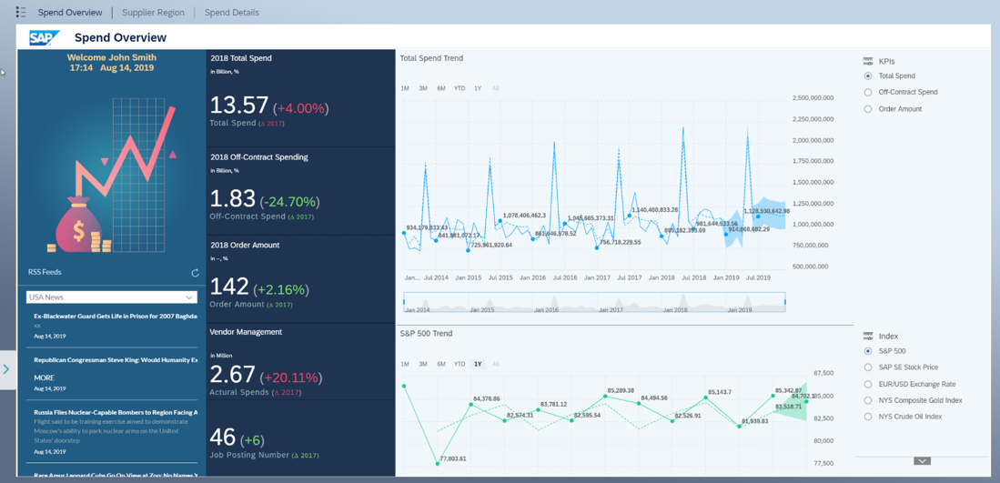 Spend Overview
Supplier Region
Spend Details
SAP
Spend Overview
Welcome John Smith
17:14 Aug 14, 2019
$
RSS Feeds
USA News
Ex-Blackwater Guard Gets Life in Prison for 2007 Baghda
xx
Aug 14, 2019
Republican Congressman Steve King: Would Humanity Ex
MORE
Aug 14, 2019
Russia Flies Nuclear-Capable Bombers to Region Facing A
Flight said to be training exercise aimed to demonstrate
Moscow's ability to park nuclear arms on the United
States' doorstep
Aug 14, 2019
Rare Amur Leopard Cubs Go On View at Zoo; No Names Y
2018 Total Spend
in Billion, %
13.57 (+4.00%)
Total Spend (Δ 2017)
2018 Off-Contract Spending
in Billion, %
1.83 (-24.70%)
Off-Contract Spend (Δ 2017)
2018 Order Amount
in –, %
142 (+2.16%)
Order Amount (Δ 2017)
Vendor Management
in Million
2.67 (+20.11%)
Actural Spends (Δ 2017)
46 (+6)
Job Posting Number (Δ 2017)
Total Spend Trend
1M 3M 6M YTD 1Y All
2,500,000,000
2,250,000,000
2,000,000,000
1,750,000,000
1,500,000,000
1,250,000,000
1,000,000,000
750,000,000
500,000,000
934,179,833.43
841,881,072.17
725,961,920.64
1,078,406,462.3
861,646,578.52
1,045,665,373.31
756,718,229.55
1,140,400,833.28
895,182,393.69
981,644,533.56
914,068,682.29
1,128,530,642.98
Jan... Jul 2014 Jan 2015 Jul 2015 Jan 2016 Jul 2016 Jan 2017 Jul 2017 Jan 2018 Jul 2018 Jan 2019 Jul 2019
Jan 2014 Jan 2015 Jan 2016 Jan 2017 Jan 2018 Jan 2019
KPIs
Total Spend
Off-Contract Spend
Order Amount
S&P 500 Trend
1M 3M 6M YTD 1Y All
87,500
85,000
82,500
80,000
77,500
77,803.61
84,376.86
82,574.31
83,781.12
82,595.54
85,289.38
84,494.56
82,526.91
85,143.7
81,939.83
85,342.87
83,518.71
84,702.1
Index
S&P 500
SAP SE Stock Price
EUR/USD Exchange Rate
NYS Composite Gold Index
NYS Crude Oil Index